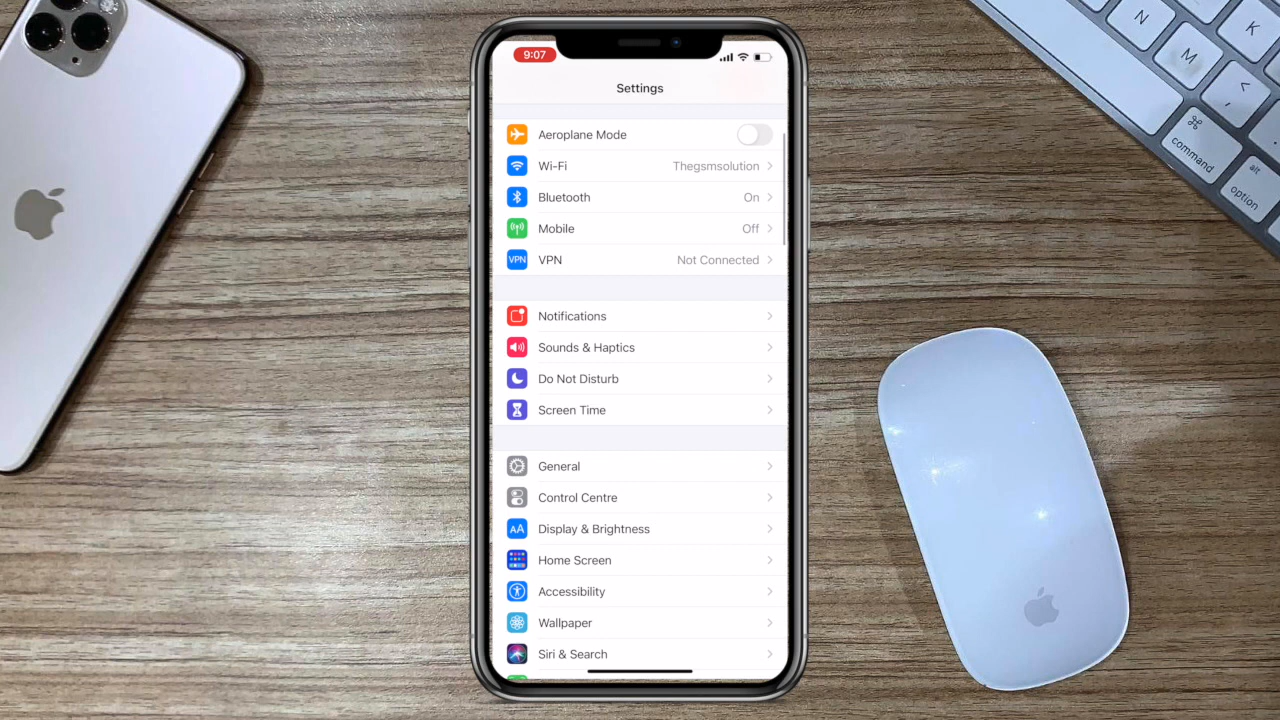 9:07
Settings
Aeroplane Mode
Wi-Fi Thegsmsolution
Bluetooth On
Mobile Off
VPN VPN Not Connected
Notifications
Sounds & Haptics
Do Not Disturb
Screen Time
General
Control Centre
AA Display & Brightness
Home Screen
Accessibility
Wallpaper
Siri & Search
N
K
M
<
⌘
command
alt
option